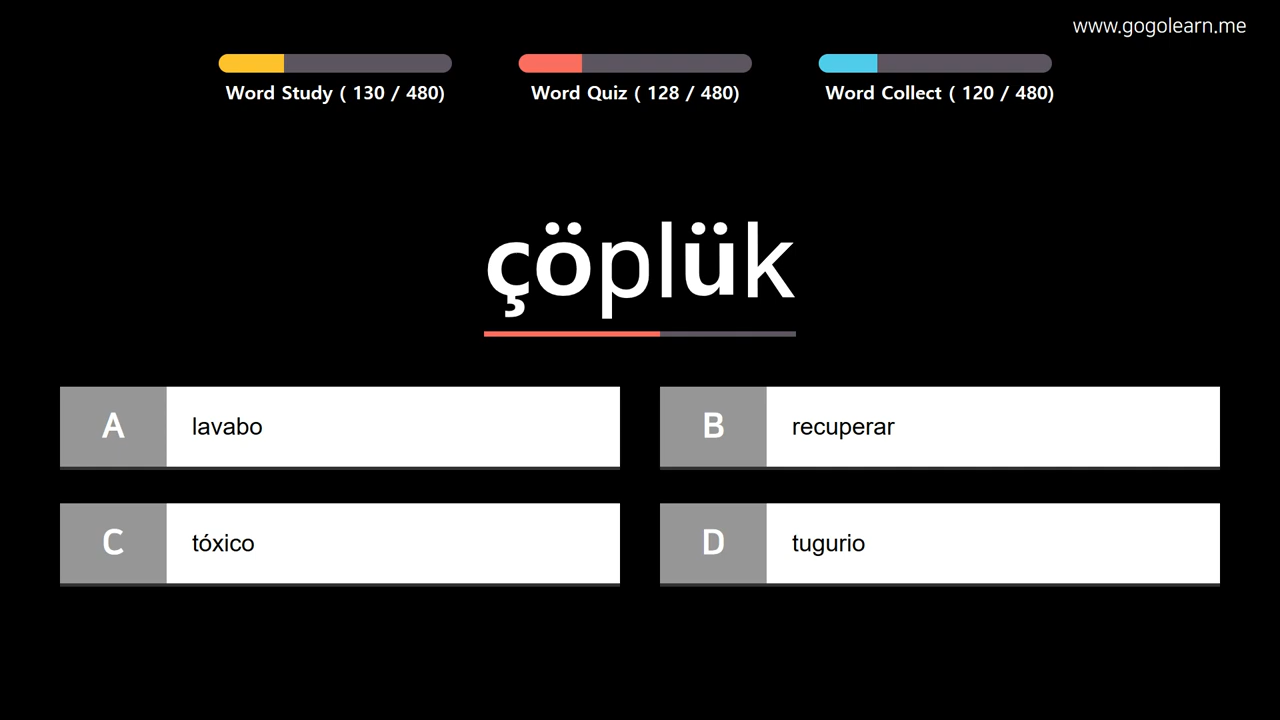 www.gogolearn.me
Word Study ( 130 / 480)
Word Quiz ( 128 / 480)
Word Collect ( 120 / 480)
çöplük
A
lavabo
B
recuperar
C
tóxico
D
tugurio